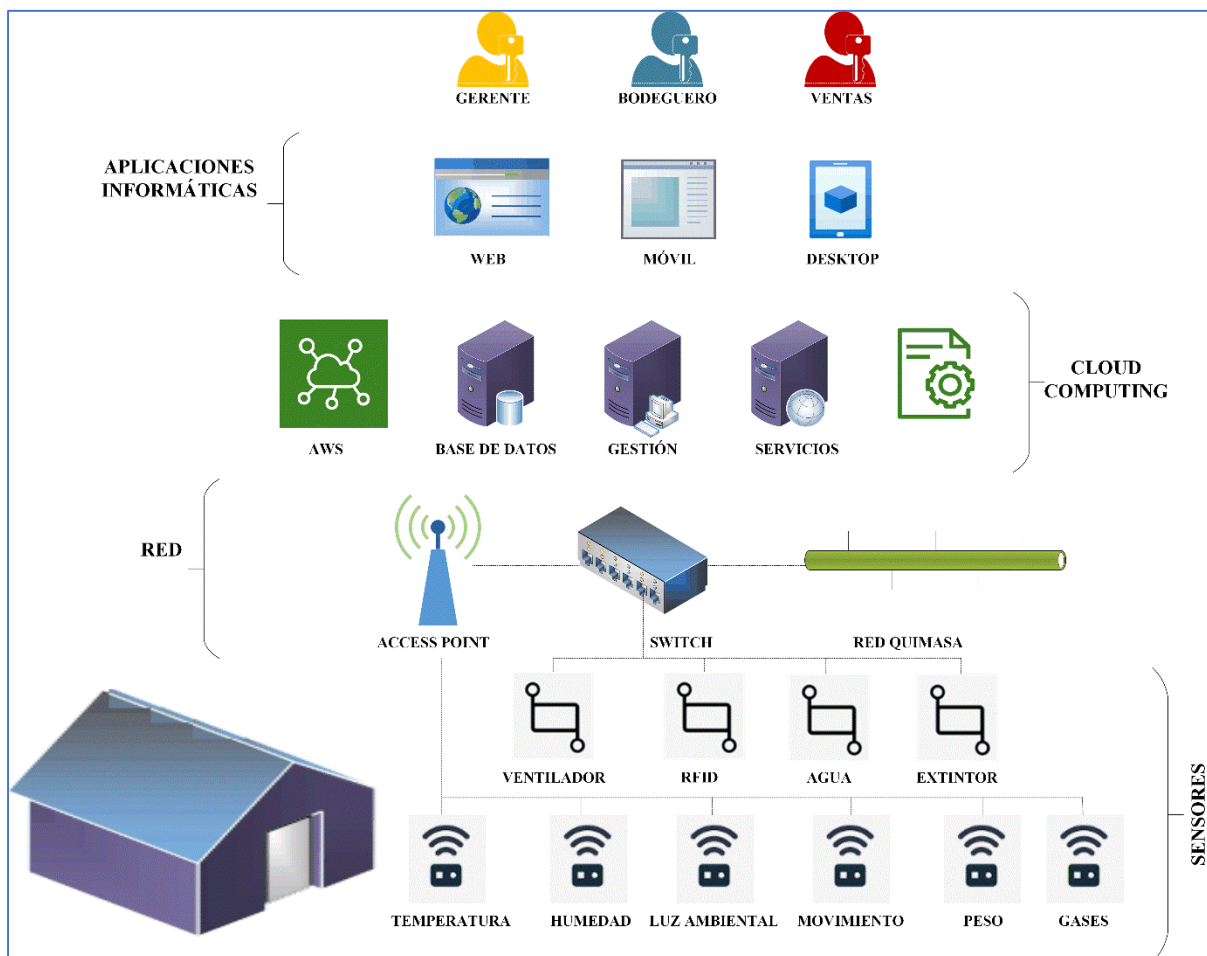 GERENTE
BODEGUERO
VENTAS
APLICACIONES
INFORMÁTICAS
WEB
MÓVIL
DESKTOP
CLOUD
COMPUTING
AWS
BASE DE DATOS
GESTIÓN
SERVICIOS
RED
ACCESS POINT
SWITCH
RED QUIMASA
VENTILADOR
RFID
AGUA
EXTINTOR
SENSORES
TEMPERATURA
HUMEDAD
LUZ AMBIENTAL
MOVIMIENTO
PESO
GASES